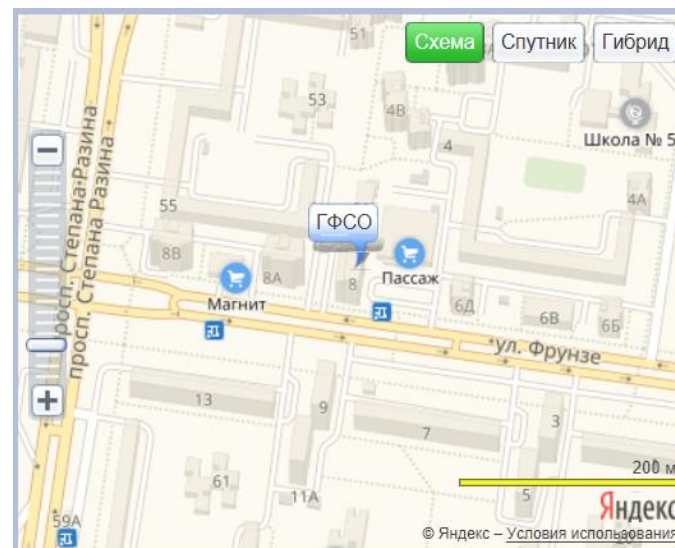 51
Схема
Спутник
Гибрид
53
4В
Школа № 5
4
4А
55
ГФСО
просп. Степана Разина
просп. Степана Разина
8В
8А
Магнит
8
Пассаж
6Д
6В
6Б
ул. Фрунзе
13
9
7
3
61
11А
5
200 м
59А
Яндекс
© Яндекс – Условия использования